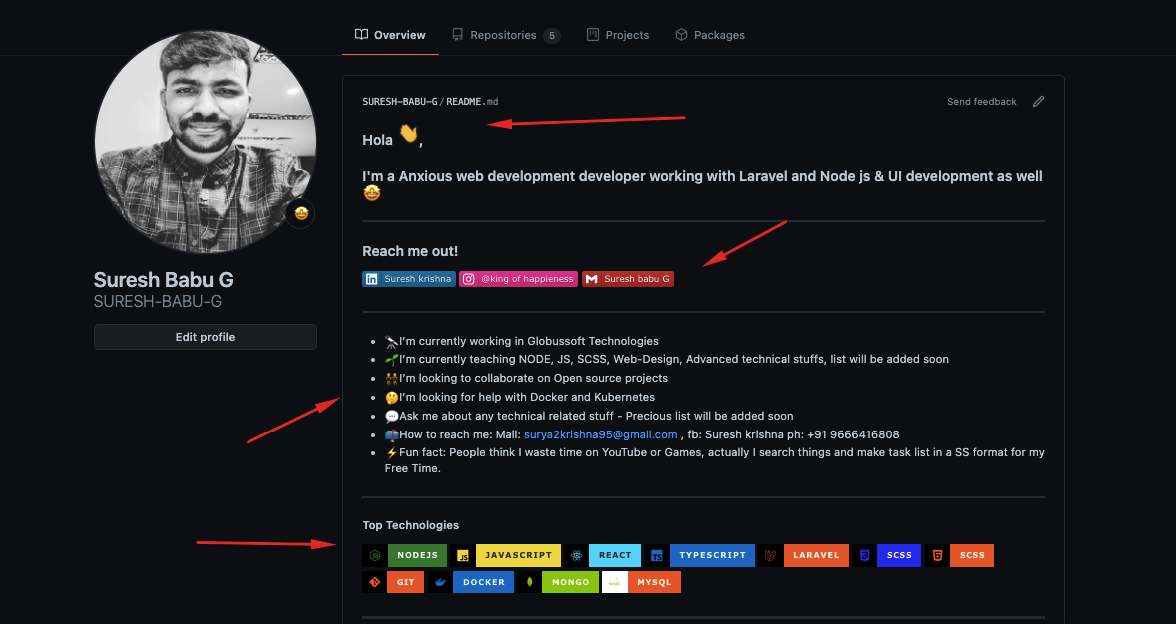 Overview
Repositories 5
Projects
Packages
SURESH-BABU-G/README.md
Send feedback
Hola 👋,
I'm a Anxious web development developer working with Laravel and Node js & UI development as well
🤩
Suresh Babu G
SURESH-BABU-G
Edit profile
Reach me out!
Suresh krishna @king of happieness Suresh babu G
🔭I'm currently working in Globussoft Technologies
🌱I'm currently teaching NODE, JS, SCSS, Web-Design, Advanced technical stuffs, list will be added soon
👯I'm looking to collaborate on Open source projects
🤔I'm looking for help with Docker and Kubernetes
💬Ask me about any technical related stuff - Precious list will be added soon
📫How to reach me: Mail: surya2krishna95@gmail.com , fb: Suresh krishna ph: +91 9666416808
⚡Fun fact: People think I waste time on YouTube or Games, actually I search things and make task list in a SS format for my
Free Time.
Top Technologies
NODEJS JS JAVASCRIPT REACT TS TYPESCRIPT LARAVEL SCSS SCSS
GIT DOCKER MONGO MYSQL